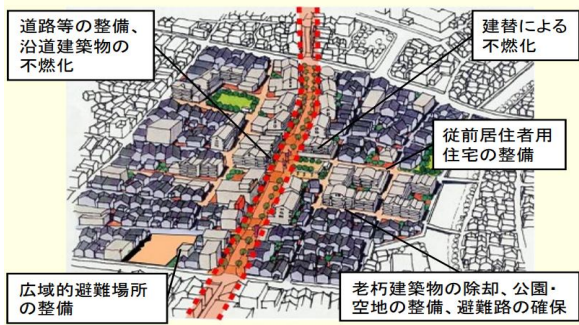 道路等の整備、
沿道建築物の
不燃化
建替による
不燃化
従前居住者用
住宅の整備
広域的避難場所
の整備
老朽建築物の除却、公園・
空地の整備、避難路の確保